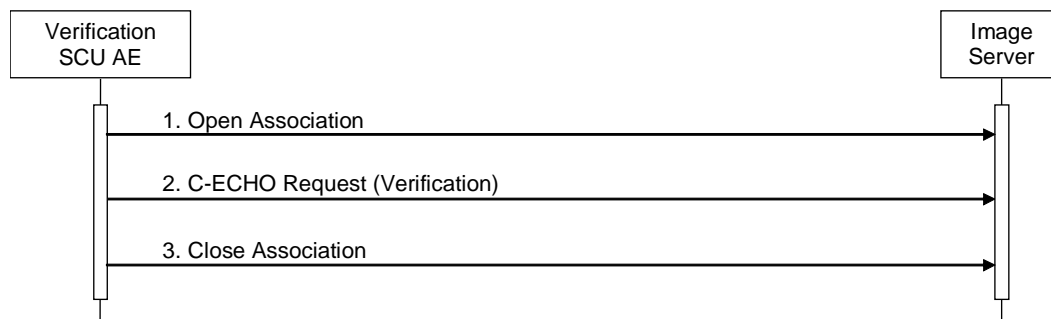 Verification
SCU AE
Image
Server
1. Open Association
2. C-ECHO Request (Verification)
3. Close Association